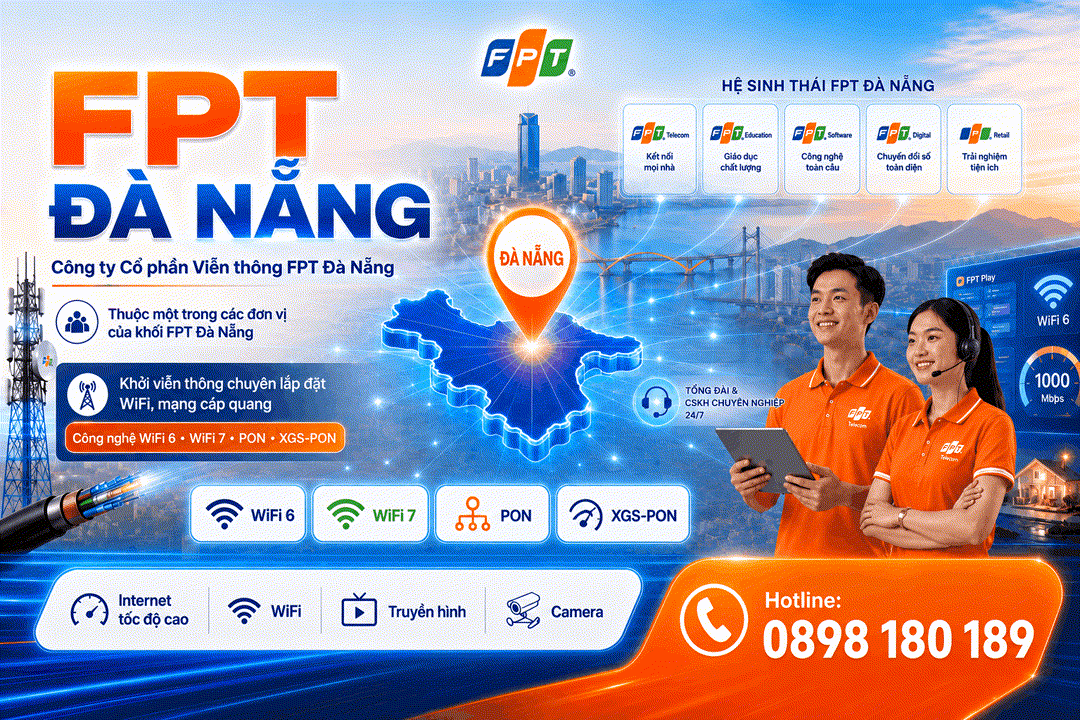 FPT
ĐÀ NẴNG
Công ty Cổ phần Viễn thông FPT Đà Nẵng
Thuộc một trong các đơn vị
của khối FPT Đà Nẵng
Khởi viễn thông chuyên lắp đặt
WiFi, mạng cáp quang
Công nghệ WiFi 6 • WiFi 7 • PON • XGS-PON
FPT®
HỆ SINH THÁI FPT ĐÀ NẴNG
FPT Telecom
Kết nối
mọi nhà
FPT Education
Giáo dục
chất lượng
FPT Software
Công nghệ
toàn cầu
FPT Digital
Chuyển đổi số
toàn diện
FPT Retail
Trải nghiệm
tiện ích
ĐÀ NẴNG
TỔNG ĐÀI &
CSKH CHUYÊN NGHIỆP
24/7
FPT Play
WiFi 6
1000
Mbps
FPT
Telecom
FPT
Telecom
WiFi 6
WiFi 7
PON
XGS-PON
Internet
tốc độ cao
WiFi
Truyền hình
Camera
Hotline:
0898 180 189